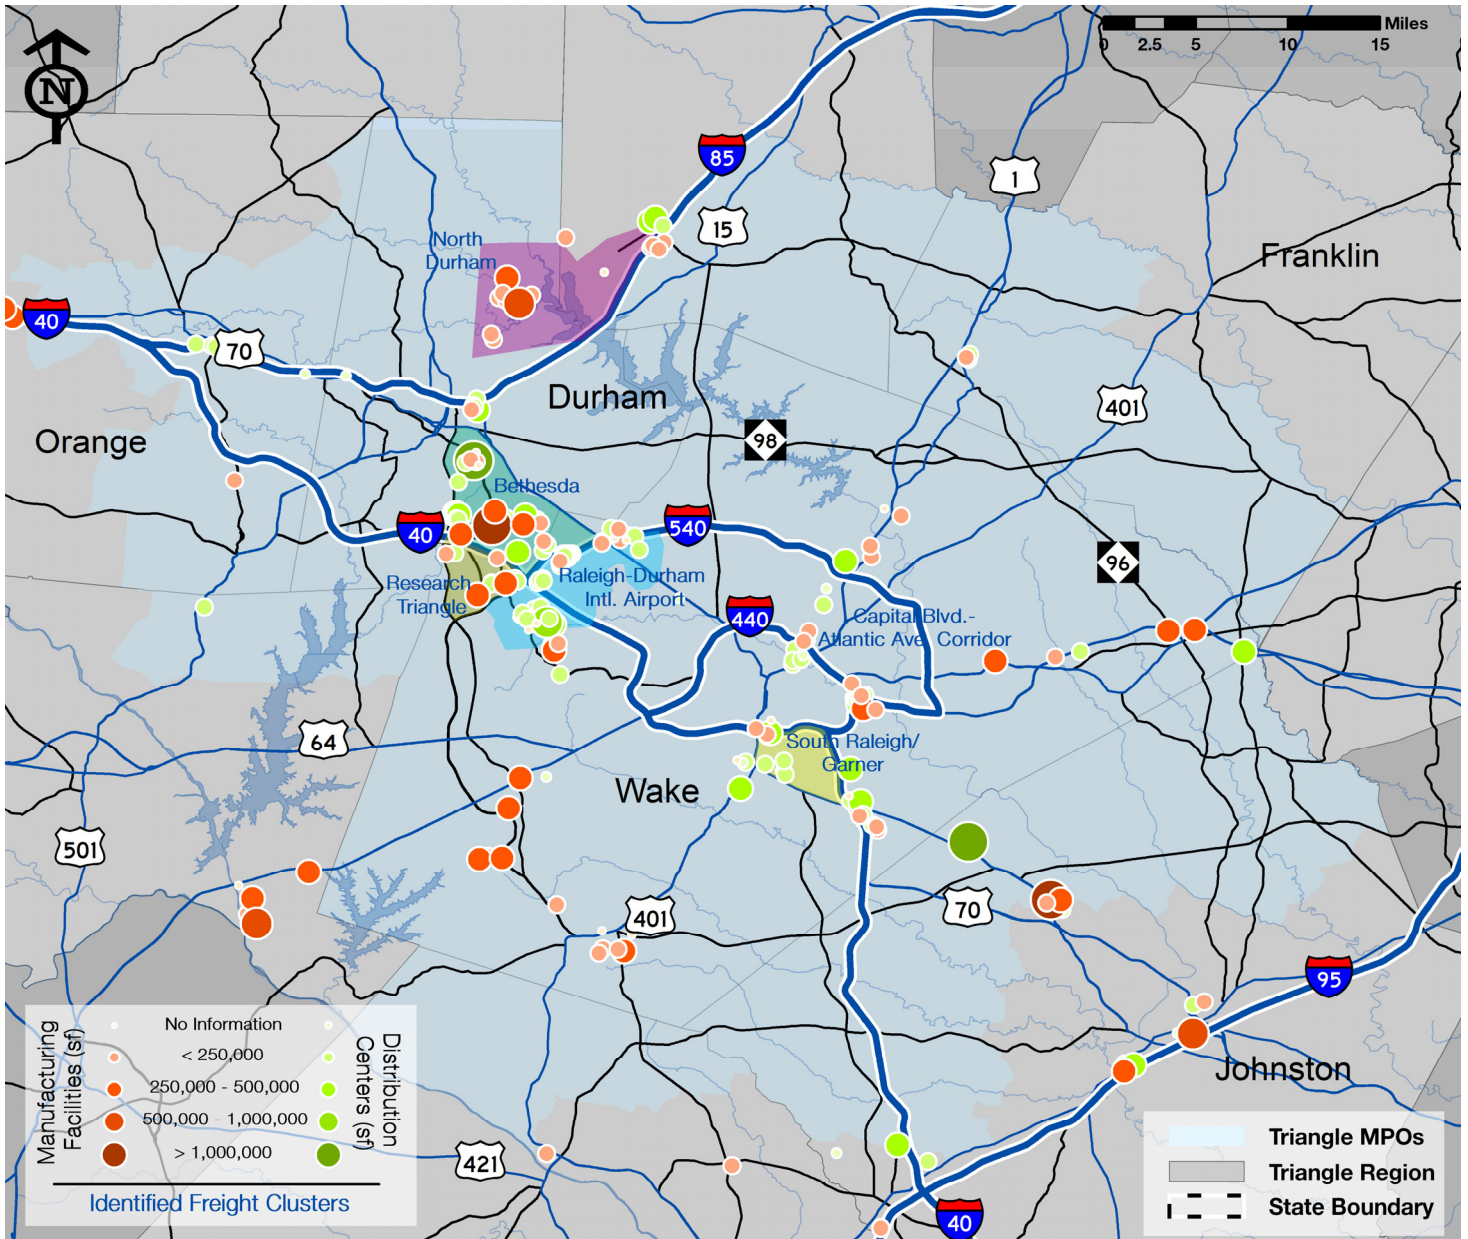 Miles
0 2.5 5 10 15
N
85
1
15
North
Durham
Franklin
40
70
Durham
401
Orange
98
Bethesda
40
540
96
Research
Triangle
Raleigh-Durham
Intl. Airport
440
Capital Blvd.-
Atlantic Ave. Corridor
64
South Raleigh/
Garner
Wake
501
401
70
95
Johnston
421
40
Manufacturing
Facilities (sf)
No Information
< 250,000
250,000 - 500,000
500,000 - 1,000,000
> 1,000,000
Distribution
Centers (sf)
Identified Freight Clusters
Triangle MPOs
Triangle Region
State Boundary